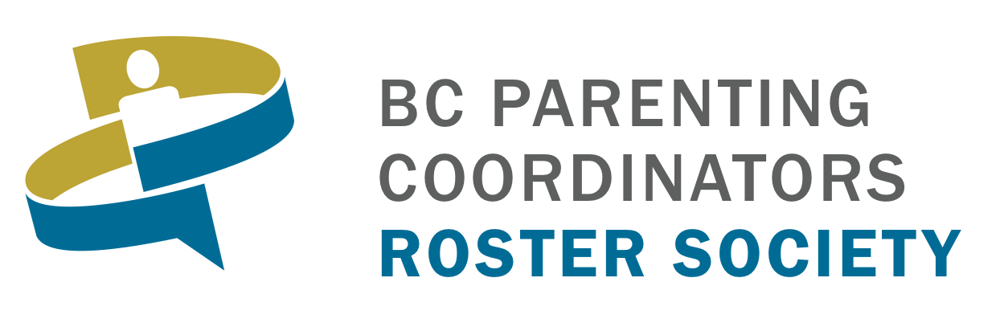 BC PARENTING
COORDINATORS
ROSTER SOCIETY